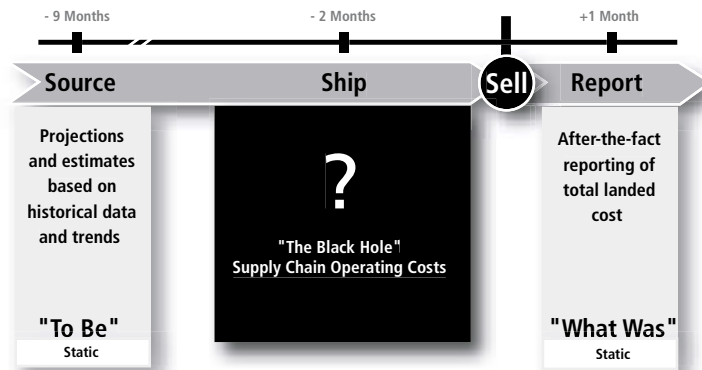 - 9 Months
- 2 Months
+1 Month
Source
Ship
Sell
Report
Projections
and estimates
based on
historical data
and trends
"To Be"
Static
?
"The Black Hole"
Supply Chain Operating Costs
After-the-fact
reporting of
total landed
cost
"What Was"
Static